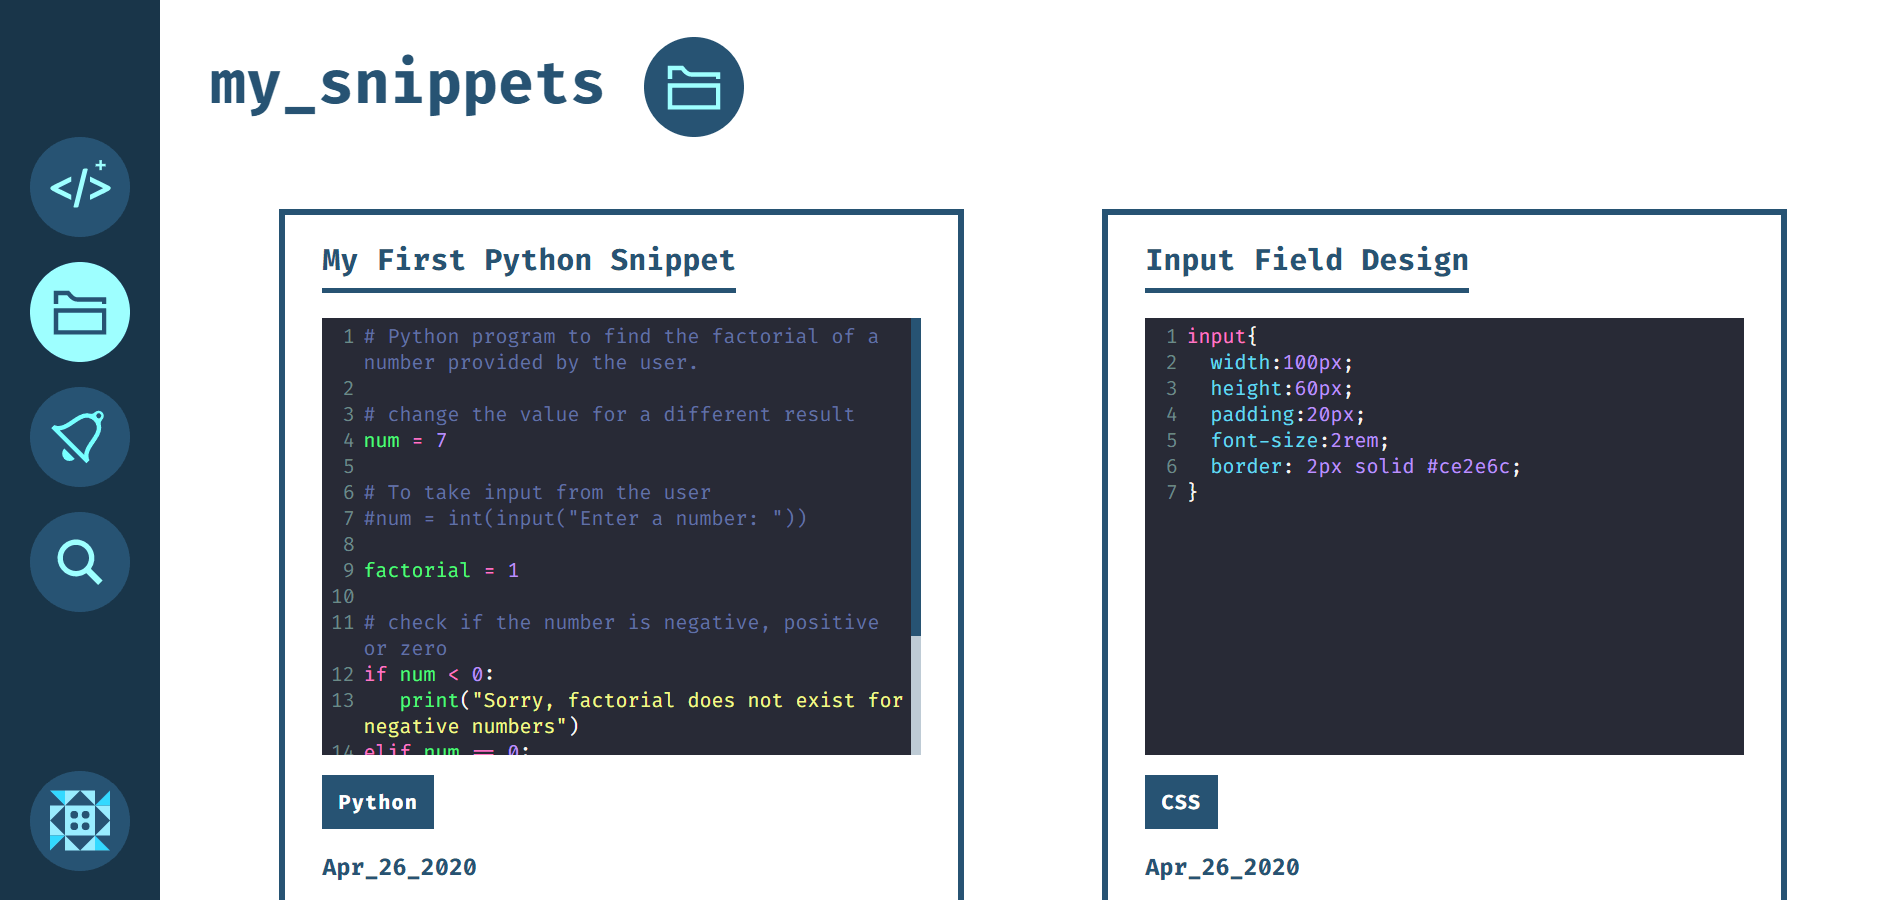 my_snippets
My First Python Snippet
1 # Python program to find the factorial of a
number provided by the user.
2
3 # change the value for a different result
4 num = 7
5
6 # To take input from the user
7 #num = int(input("Enter a number: "))
8
9 factorial = 1
10
11 # check if the number is negative, positive
or zero
12 if num < 0:
13    print("Sorry, factorial does not exist for
negative numbers")
14 elif num == 0:
Python
Apr_26_2020
Input Field Design
1 input{
2   width:100px;
3   height:60px;
4   padding:20px;
5   font-size:2rem;
6   border: 2px solid #ce2e6c;
7 }
CSS
Apr_26_2020